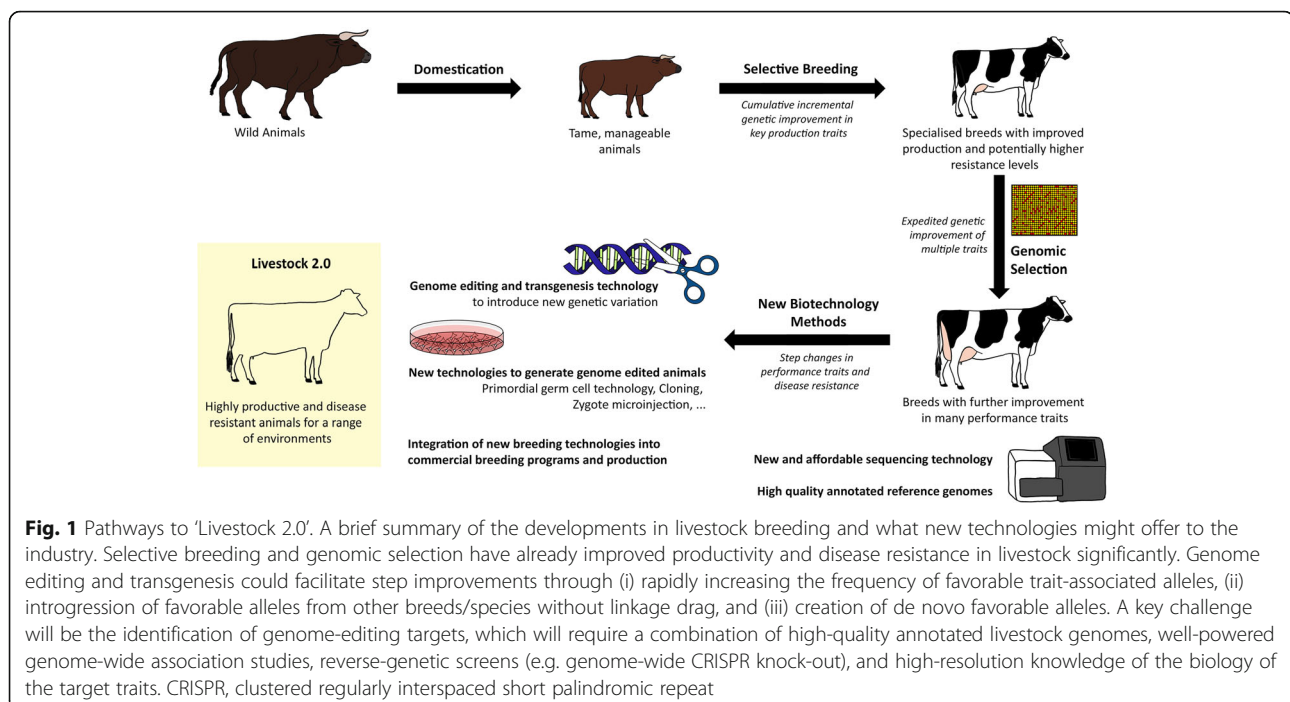 Domestication
Wild Animals
Tame, manageable
animals
Selective Breeding
Cumulative incremental
genetic improvement in
key production traits
Specialised breeds with improved
production and potentially higher
resistance levels
Expedited genetic
improvement of
multiple traits
Genomic
Selection
Breeds with further improvement
in many performance traits
New and affordable sequencing technology
High quality annotated reference genomes
New Biotechnology
Methods
Step changes in
performance traits and
disease resistance
Genome editing and transgenesis technology
to introduce new genetic variation
New technologies to generate genome edited animals
Primordial germ cell technology, Cloning,
Zygote microinjection, ...
Integration of new breeding technologies into
commercial breeding programs and production
Livestock 2.0
Highly productive and disease
resistant animals for a range
of environments
Fig. 1 Pathways to ‘Livestock 2.0’. A brief summary of the developments in livestock breeding and what new technologies might offer to the
industry. Selective breeding and genomic selection have already improved productivity and disease resistance in livestock significantly. Genome
editing and transgenesis could facilitate step improvements through (i) rapidly increasing the frequency of favorable trait-associated alleles, (ii)
introgression of favorable alleles from other breeds/species without linkage drag, and (iii) creation of de novo favorable alleles. A key challenge
will be the identification of genome-editing targets, which will require a combination of high-quality annotated livestock genomes, well-powered
genome-wide association studies, reverse-genetic screens (e.g. genome-wide CRISPR knock-out), and high-resolution knowledge of the biology of
the target traits. CRISPR, clustered regularly interspaced short palindromic repeat